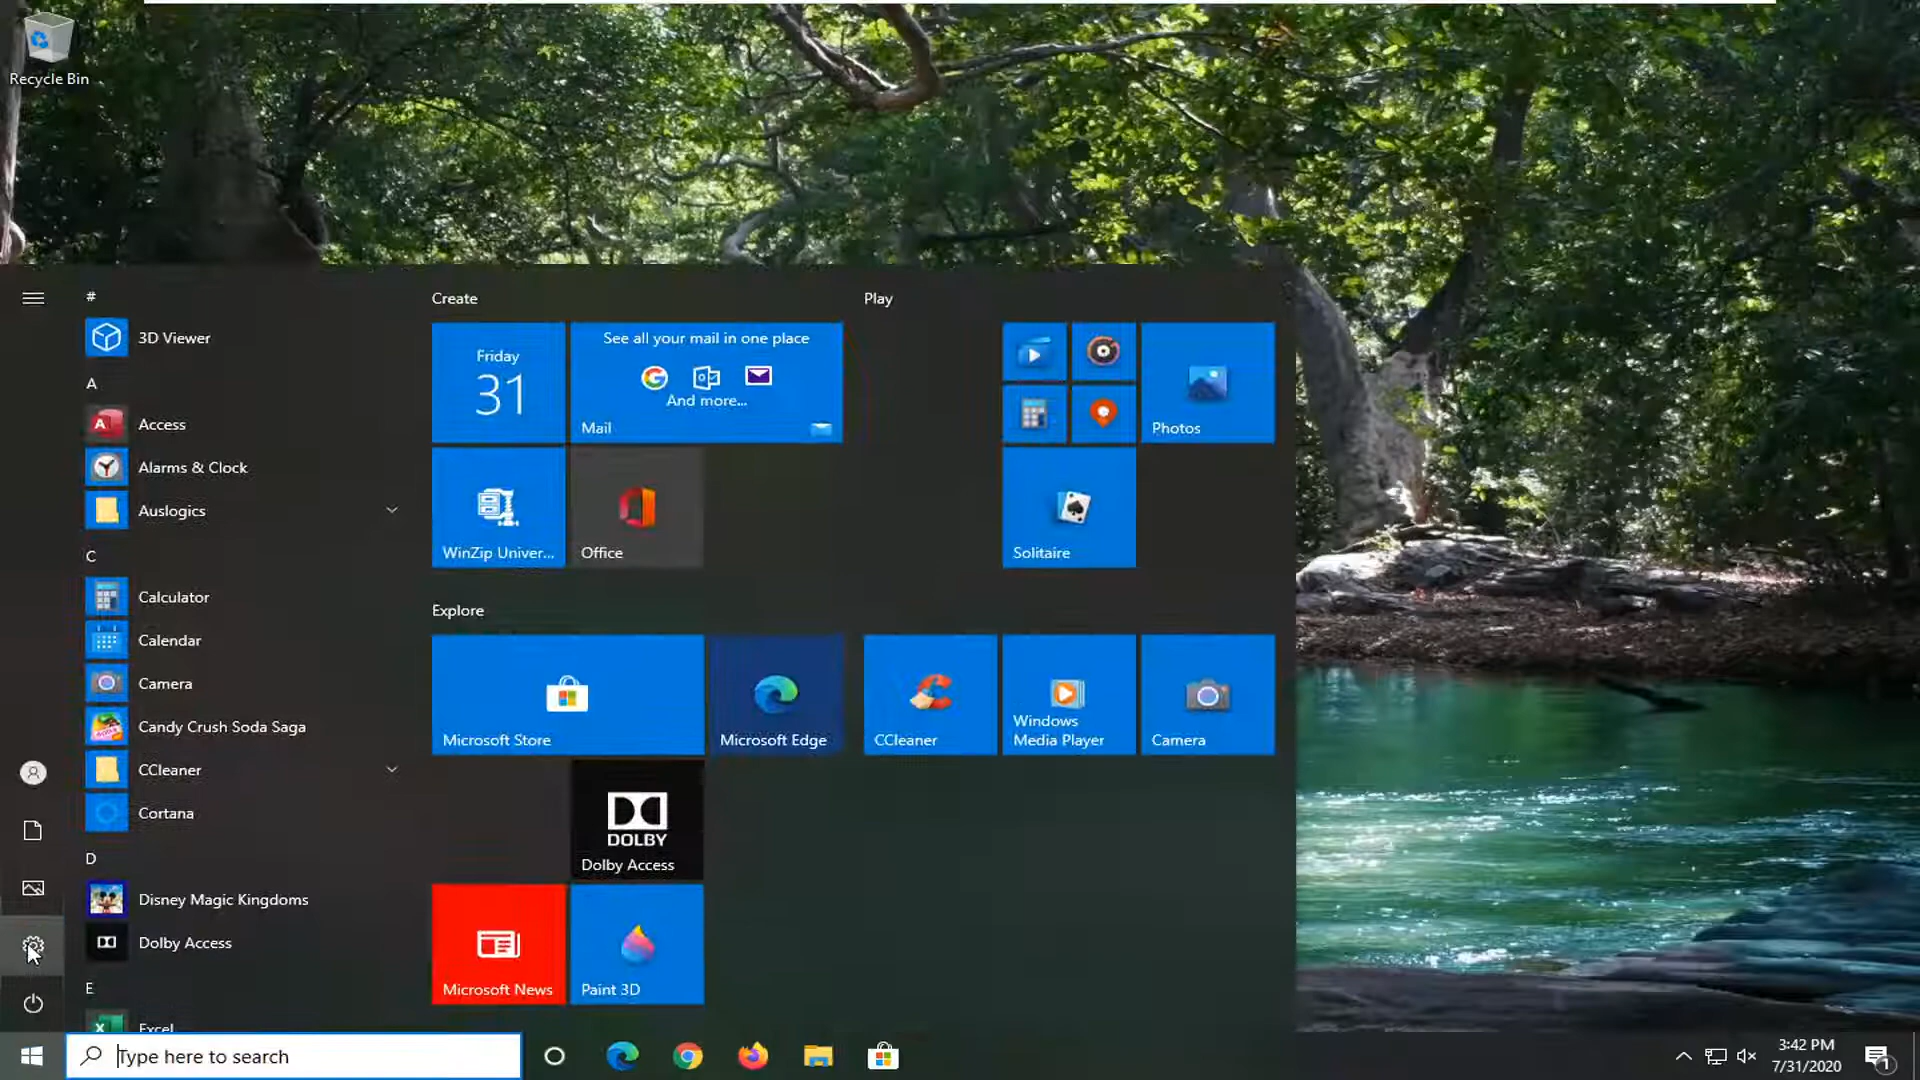 Recycle Bin
#
3D Viewer
A
Access
Alarms & Clock
Auslogics
C
Calculator
Calendar
Camera
Candy Crush Soda Saga
CCleaner
Cortana
D
Disney Magic Kingdoms
Dolby Access
E
Excel
Create
Friday
31
See all your mail in one place
And more...
Mail
WinZip Univer...
Office
Explore
Microsoft Store
Microsoft Edge
DOLBY
Dolby Access
Microsoft News
Paint 3D
Play
Photos
Solitaire
CCleaner
Windows
Media Player
Camera
Type here to search
3:42 PM
7/31/2020
1